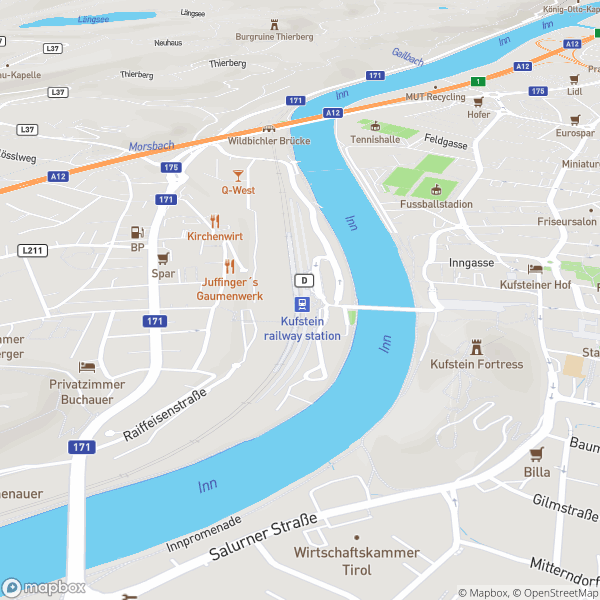 Längsee
Längsee
Burgruine Thierberg
König-Otto-Kap
L37
Neuhaus
Gailbach
Inn
Inn
A12
u-Kapelle
Thierberg
171
A12
Pra
L37
Inn
1
175
Lidl
171
MUT Recycling
A12
Hofer
L37
Tennishalle
Feldgasse
Eurospar
Morsbach
Wildbichler Brücke
össlweg
175
Miniature
A12
Q-West
171
Fussballstadion
Inn
Friseursalon
BP
Kirchenwirt
L211
Spar
Inngasse
Juffinger´s
Gaumenwerk
D
Kufsteiner Hof
171
Kufstein
railway station
mmer
erger
Inn
Sta
Kufstein Fortress
Privatzimmer
Buchauer
Raiffeisenstraße
171
Baum
Billa
Inn
enauer
Gilmstraße
Innpromenade
Salurner Straße
Wirtschaftskammer
Tirol
Mitterndorf
mapbox
© Mapbox, © OpenStreetMap